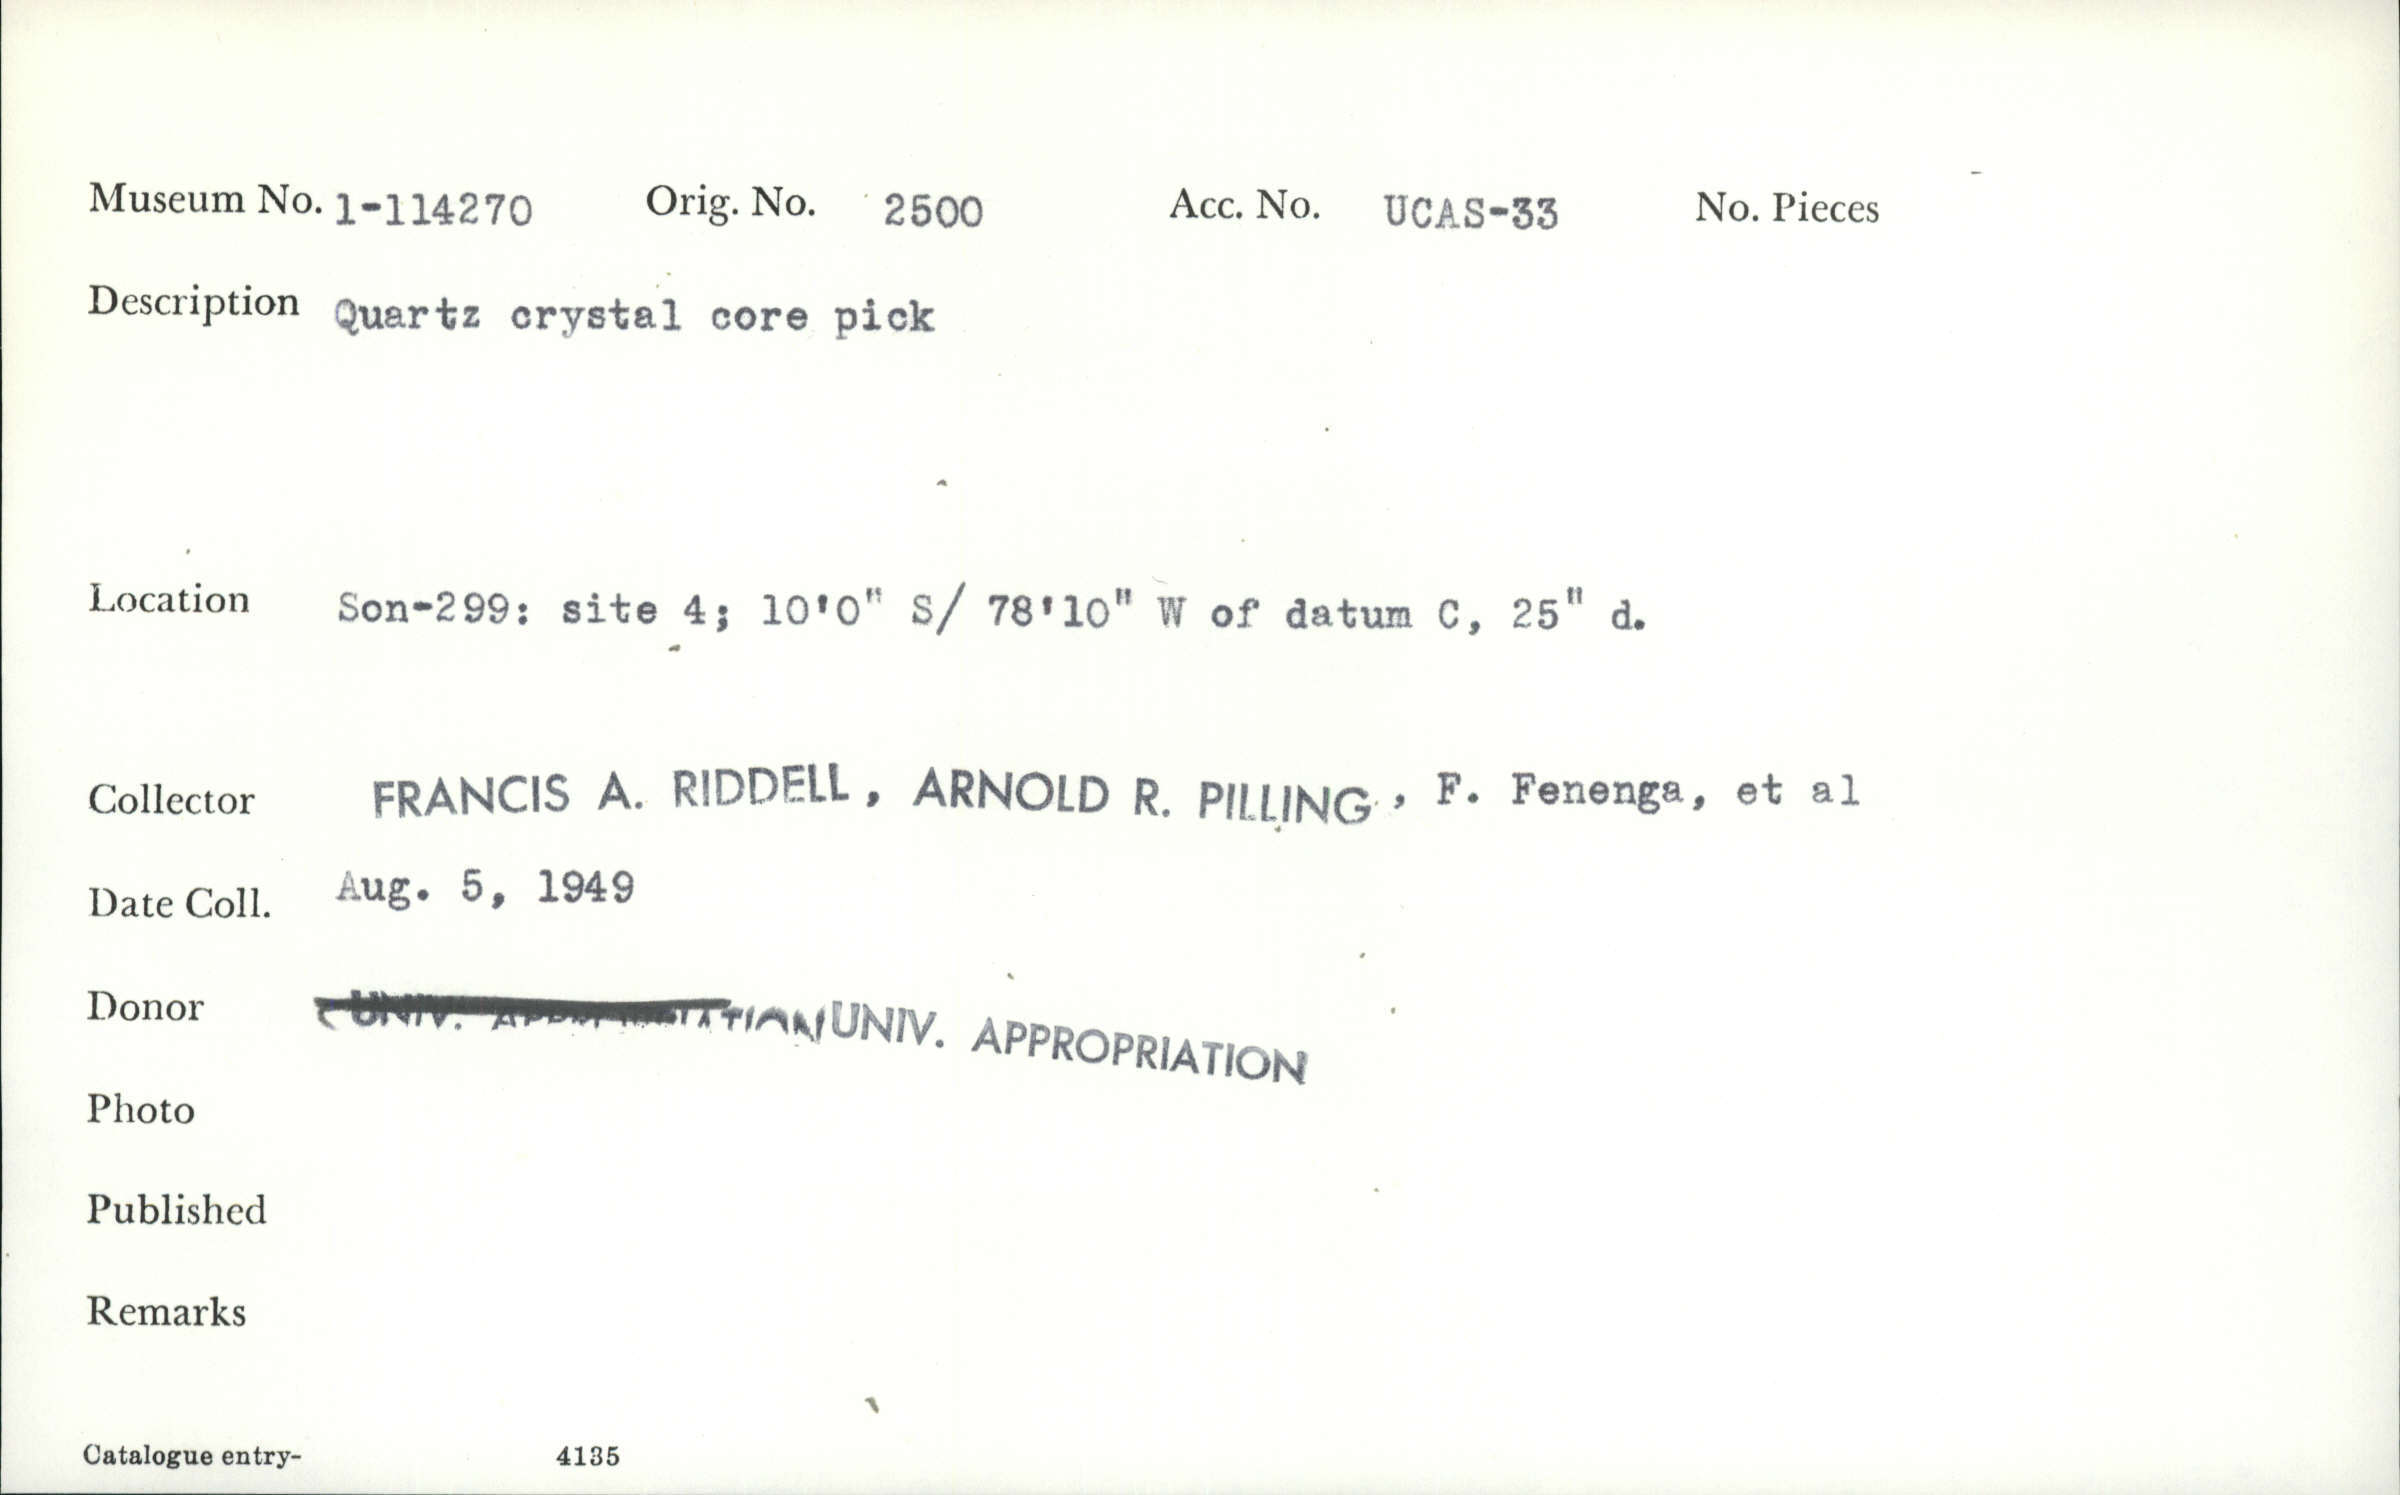 Museum No. 1-114270 Orig. No. 2500 Acc. No. UCAS-33 No. Pieces
Description Quartz crystal core pick
Location Son-299: site 4; 10'0" S/ 78'10" W of datum C, 25" d.
Collector FRANCIS A. RIDDELL, ARNOLD R. PILLING, F. Fenenga, et al
Date Coll. Aug. 5, 1949
Donor UNIV. APPROPRIATION UNIV. APPROPRIATION
Photo
Published
Remarks
Catalogue entry- 4135